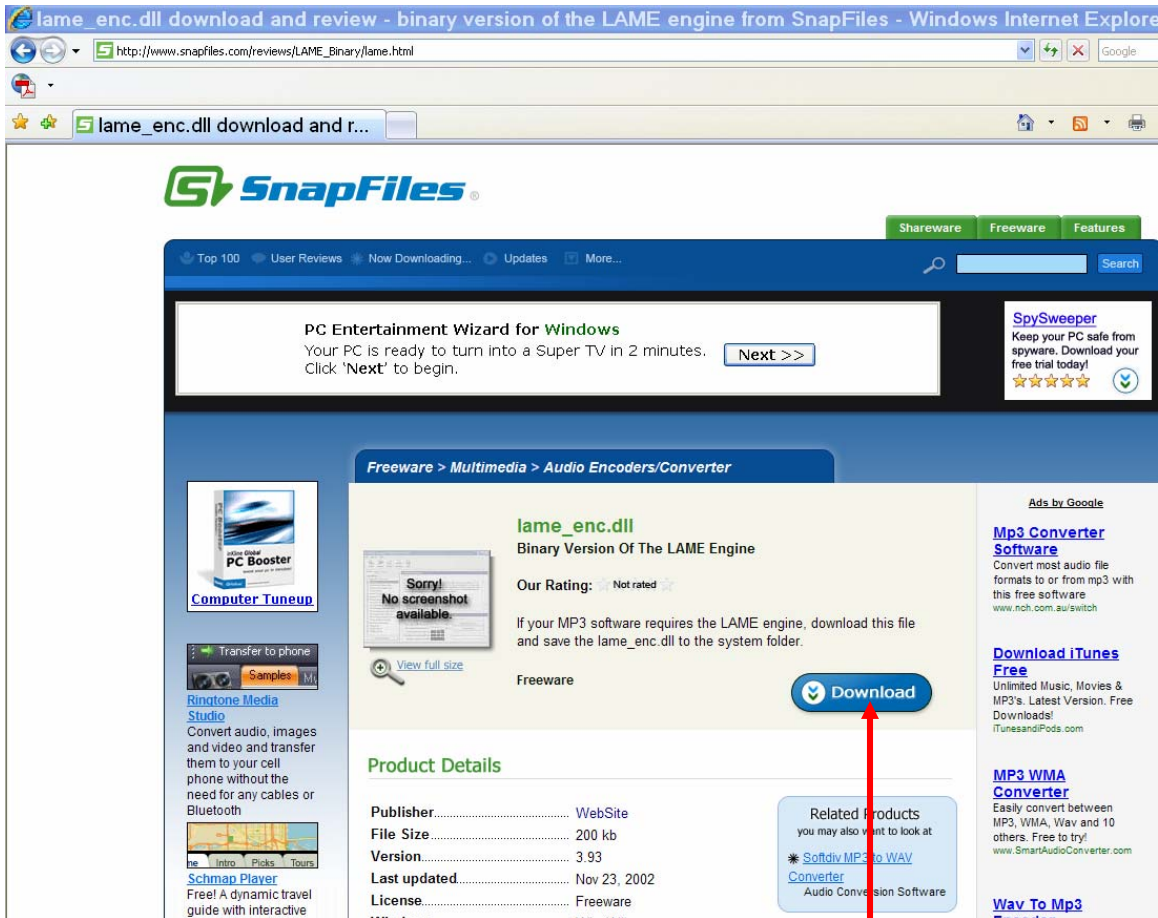 lame_enc.dll download and review - binary version of the LAME engine from SnapFiles - Windows Internet Explore
http://www.snapfiles.com/reviews/LAME_Binary/lame.html
Google
lame_enc.dll download and r...
SnapFiles ®
Shareware
Freeware
Features
Top 100
User Reviews
Now Downloading...
Updates
More...
Search
PC Entertainment Wizard for Windows
Your PC is ready to turn into a Super TV in 2 minutes.
Click 'Next' to begin.
Next >>
SpySweeper
Keep your PC safe from
spyware. Download your
free trial today!
Freeware > Multimedia > Audio Encoders/Converter
PC Booster
Computer Tuneup
Transfer to phone
Samples
Ringtone Media
Studio
Convert audio, images
and video and transfer
them to your cell
phone without the
need for any cables or
Bluetooth
Intro
Picks
Tours
Schmap Player
Free! A dynamic travel
guide with interactive
Sorry!
No screenshot
available.
View full size
lame_enc.dll
Binary Version Of The LAME Engine
Our Rating: Not rated
If your MP3 software requires the LAME engine, download this file
and save the lame_enc.dll to the system folder.
Freeware
Download
Product Details
Publisher WebSite
File Size 200 kb
Version 3.93
Last updated Nov 23, 2002
License Freeware
Related Products
you may also want to look at
Softdiv MP3 to WAV
Converter
Audio Conversion Software
Ads by Google
Mp3 Converter
Software
Convert most audio file
formats to or from mp3 with
this free software
www.nch.com.au/switch
Download iTunes
Free
Unlimited Music, Movies &
MP3's. Latest Version. Free
Downloads!
iTunesandiPods.com
MP3 WMA
Converter
Easily convert between
MP3, WMA, Wav and 10
others. Free to try!
www.SmartAudioConverter.com
Wav To Mp3